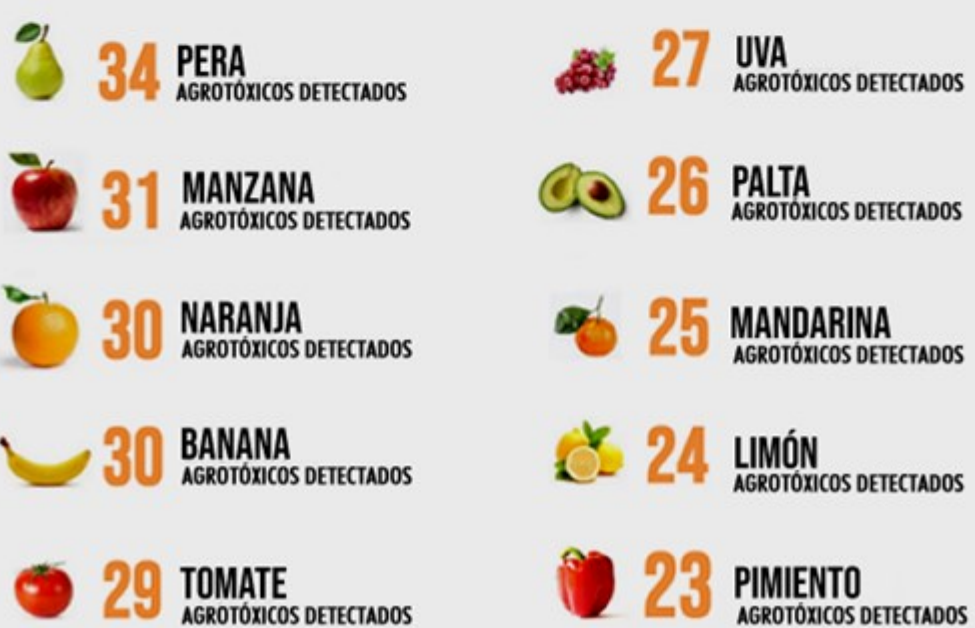 34 PERA
AGROTÓXICOS DETECTADOS
31 MANZANA
AGROTÓXICOS DETECTADOS
30 NARANJA
AGROTÓXICOS DETECTADOS
30 BANANA
AGROTÓXICOS DETECTADOS
29 TOMATE
AGROTÓXICOS DETECTADOS
27 UVA
AGROTÓXICOS DETECTADOS
26 PALTA
AGROTÓXICOS DETECTADOS
25 MANDARINA
AGROTÓXICOS DETECTADOS
24 LIMÓN
AGROTÓXICOS DETECTADOS
23 PIMIENTO
AGROTÓXICOS DETECTADOS